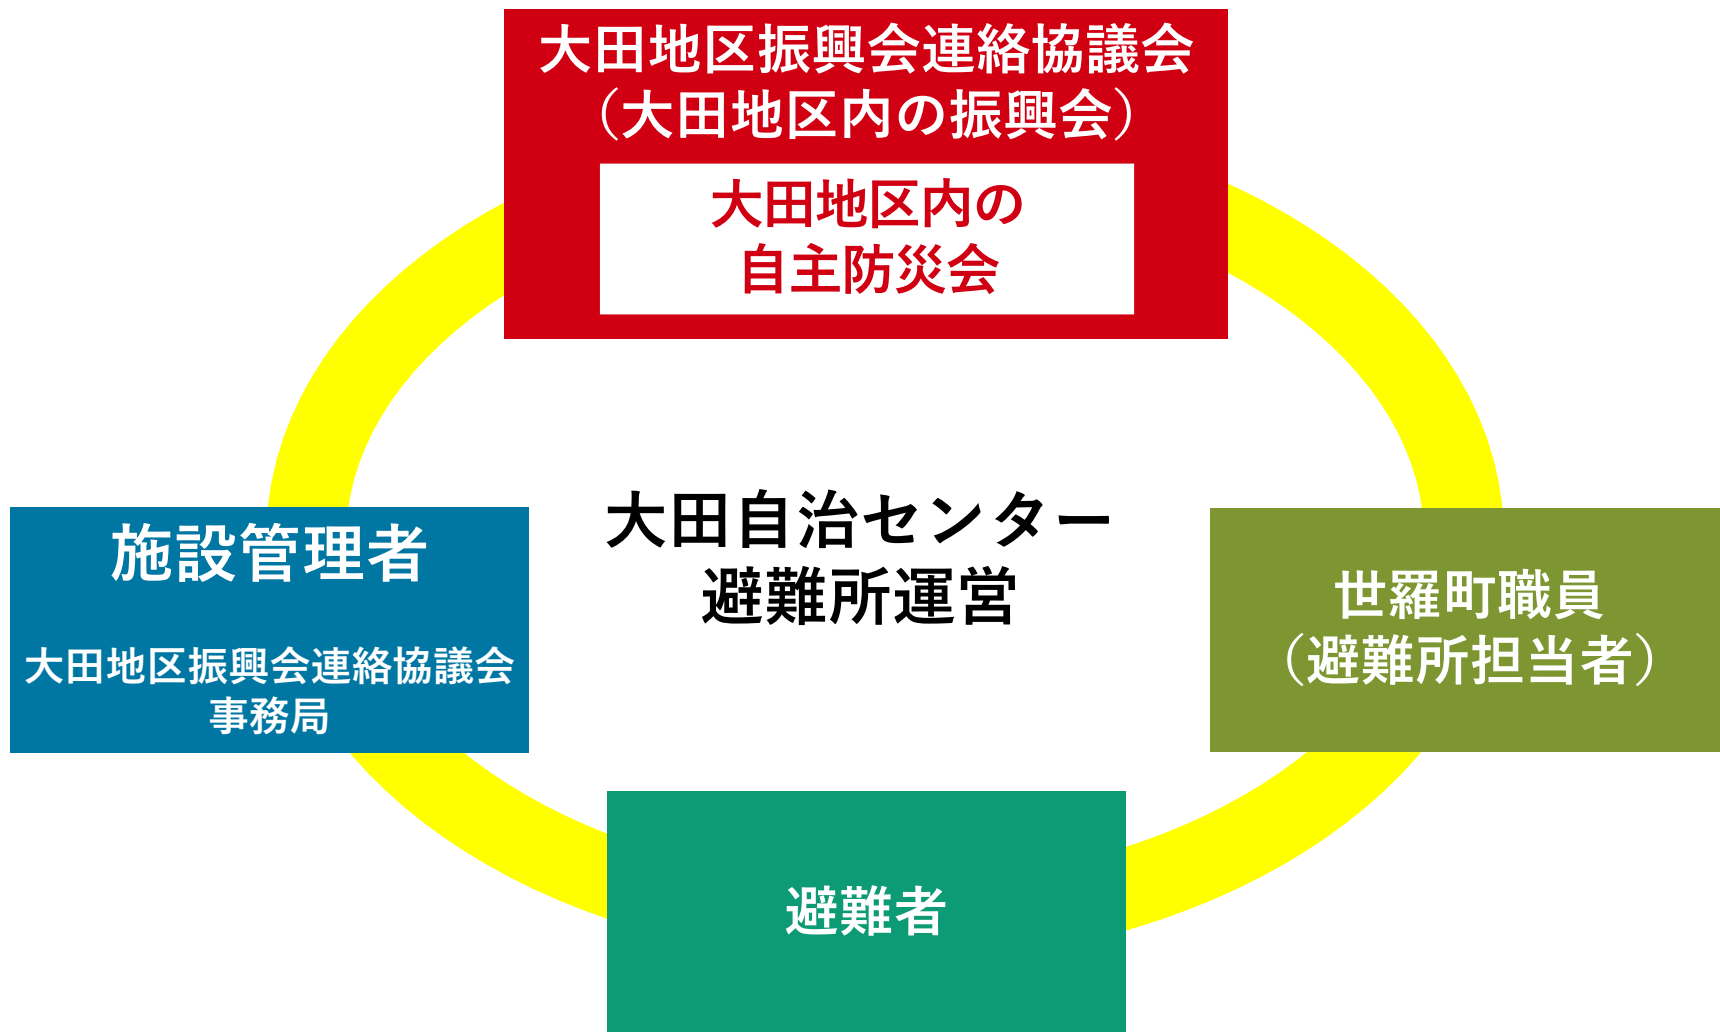 大田地区振興会連絡協議会
（大田地区内の振興会）
大田地区内の
自主防災会
大田自治センター
避難所運営
施設管理者
大田地区振興会連絡協議会
事務局
世羅町職員
（避難所担当者）
避難者